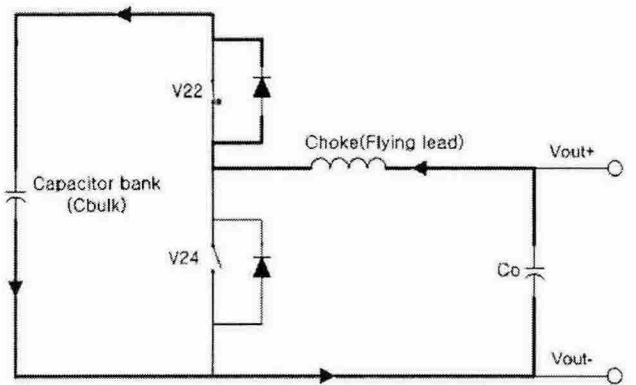 V22
Choke(Flying lead)
Vout+
Capacitor bank
(Cbulk)
V24
Co
Vout-